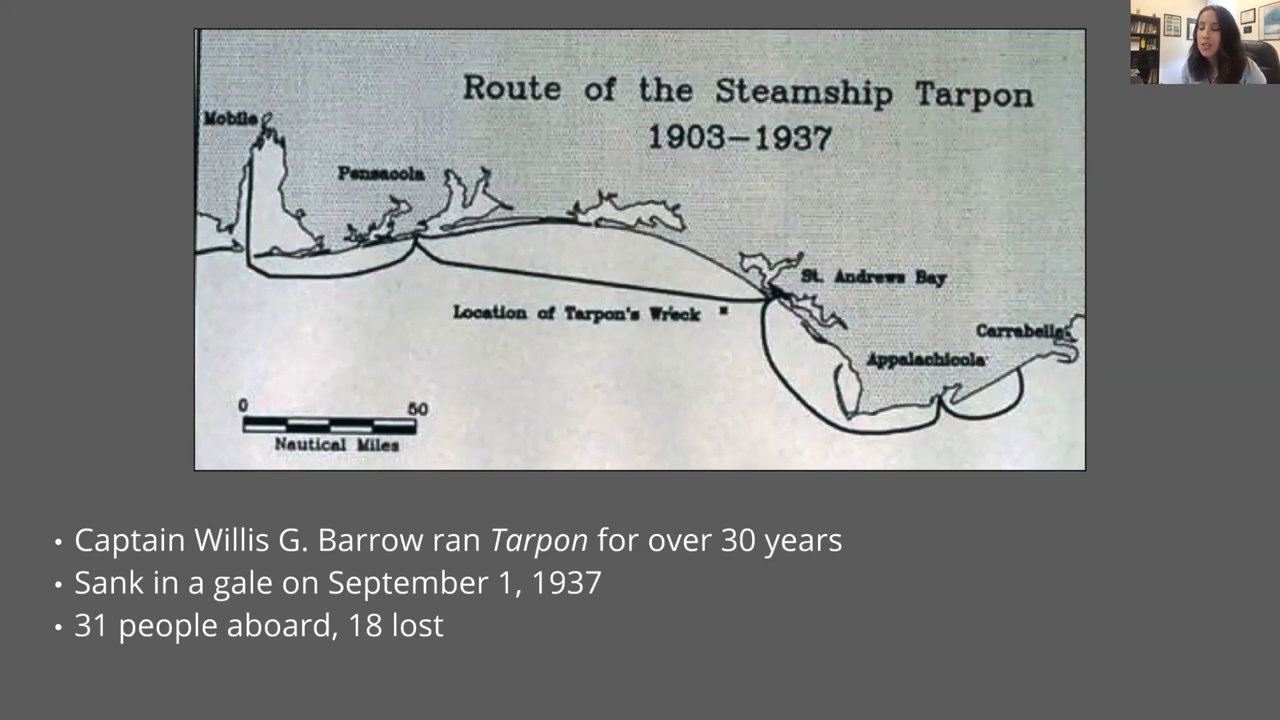 Route of the Steamship Tarpon
1903-1937
Mobile
Pensacola
St. Andrews Bay
Location of Tarpon's Wreck
Carrabelle
Appalachicola
0 50
Nautical Miles
• Captain Willis G. Barrow ran Tarpon for over 30 years
• Sank in a gale on September 1, 1937
• 31 people aboard, 18 lost